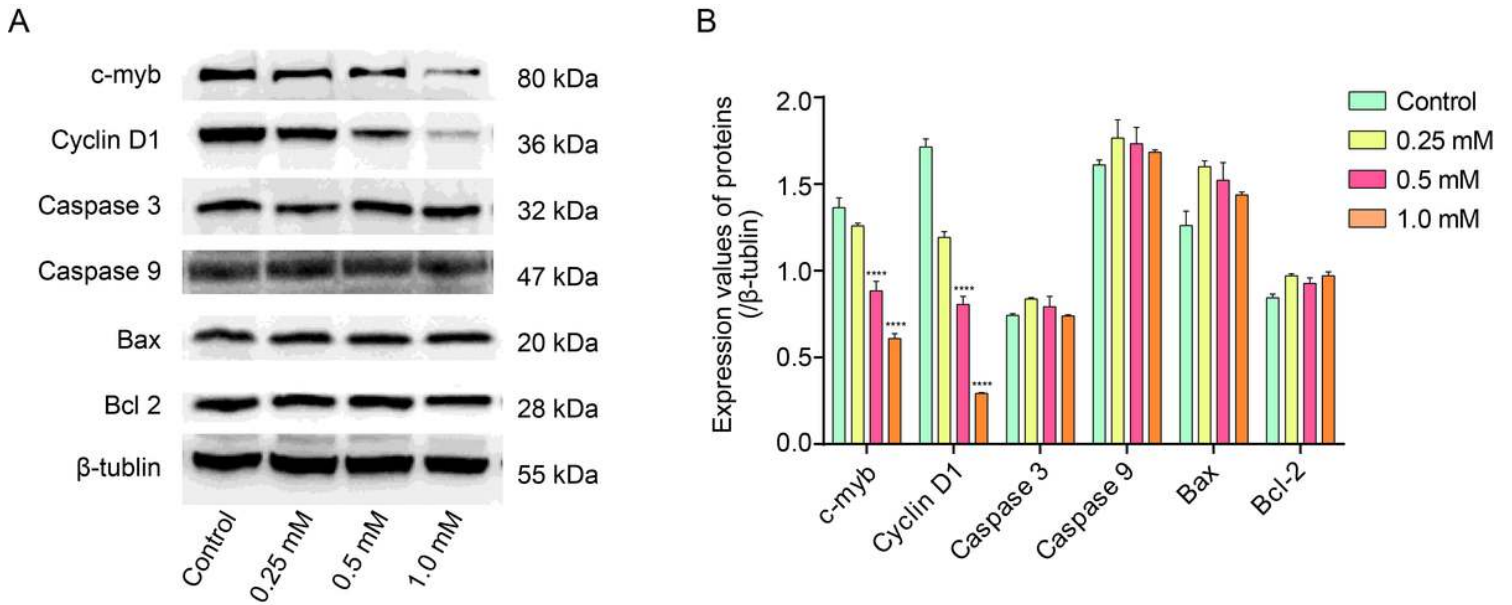 A
c-myb
80 kDa
Cyclin D1
36 kDa
Caspase 3
32 kDa
Caspase 9
47 kDa
Bax
20 kDa
Bcl 2
28 kDa
β-tublin
55 kDa
Control
0.25 mM
0.5 mM
1.0 mM
B
Expression values of proteins
(/β-tublin)
2.0
1.5
1.0
0.5
0.0
****
****
****
****
c-myb
Cyclin D1
Caspase 3
Caspase 9
Bax
Bcl-2
Control
0.25 mM
0.5 mM
1.0 mM